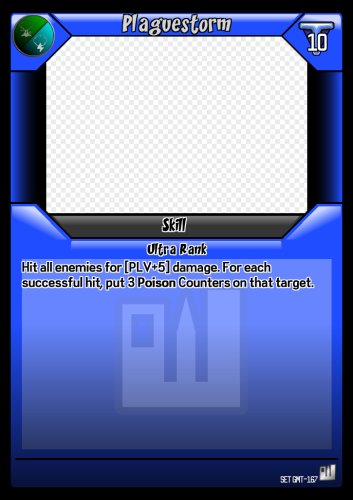 Plaguestorm
10
Skill
Ultra Rank
Hit all enemies for [PLV+5] damage. For each
successful hit, put 3 Poison Counters on that target.
SET GMT-167